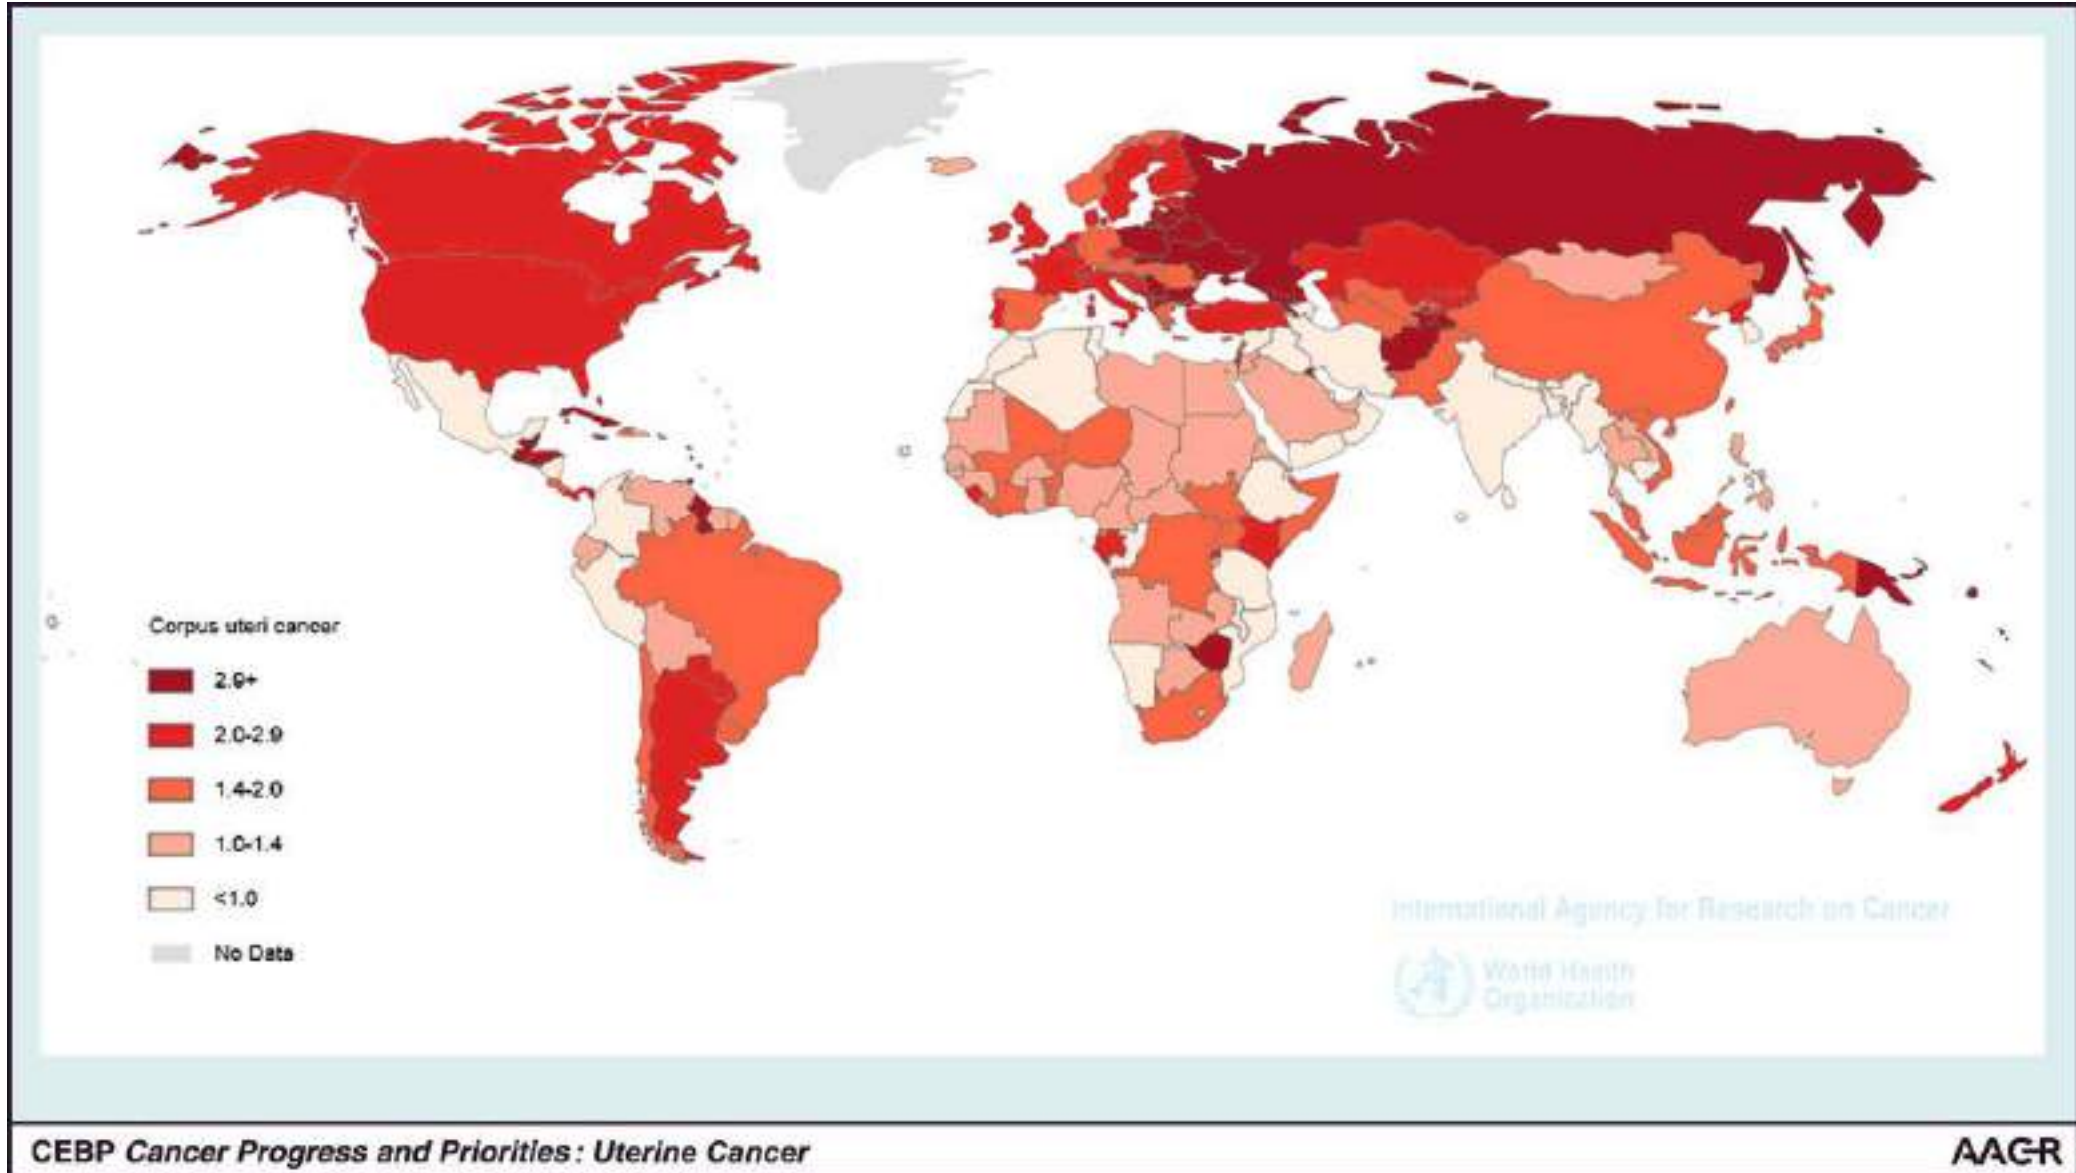 Corpus uteri cancer
2.9+
2.0-2.9
1.4-2.0
1.0-1.4
<1.0
No Data
International Agency for Research on Cancer
World Health
Organization
CEBP Cancer Progress and Priorities: Uterine Cancer
AACR